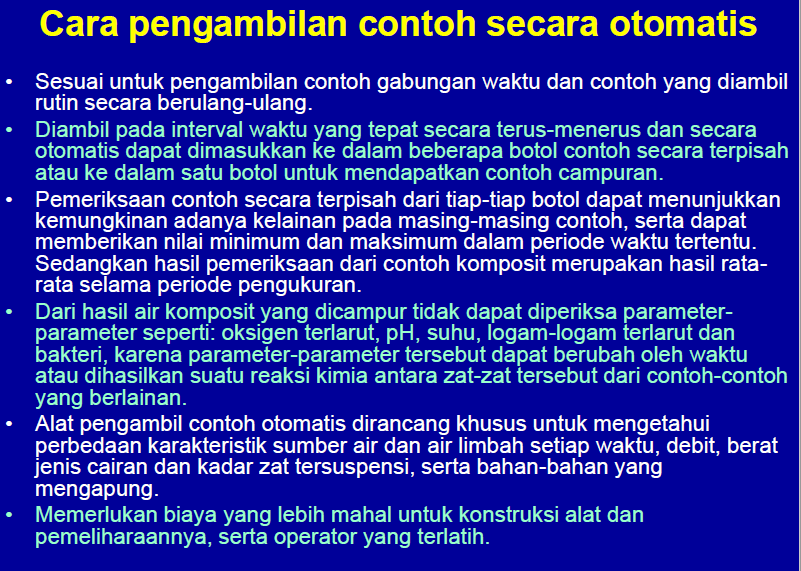 Cara pengambilan contoh secara otomatis
• Sesuai untuk pengambilan contoh gabungan waktu dan contoh yang diambil
rutin secara berulang-ulang.
• Diambil pada interval waktu yang tepat secara terus-menerus dan secara
otomatis dapat dimasukkan ke dalam beberapa botol contoh secara terpisah
atau ke dalam satu botol untuk mendapatkan contoh campuran.
• Pemeriksaan contoh secara terpisah dari tiap-tiap botol dapat menunjukkan
kemungkinan adanya kelainan pada masing-masing contoh, serta dapat
memberikan nilai minimum dan maksimum dalam periode waktu tertentu.
Sedangkan hasil pemeriksaan dari contoh komposit merupakan hasil rata-
rata selama periode pengukuran.
• Dari hasil air komposit yang dicampur tidak dapat diperiksa parameter-
parameter seperti: oksigen terlarut, pH, suhu, logam-logam terlarut dan
bakteri, karena parameter-parameter tersebut dapat berubah oleh waktu
atau dihasilkan suatu reaksi kimia antara zat-zat tersebut dari contoh-contoh
yang berlainan.
• Alat pengambil contoh otomatis dirancang khusus untuk mengetahui
perbedaan karakteristik sumber air dan air limbah setiap waktu, debit, berat
jenis cairan dan kadar zat tersuspensi, serta bahan-bahan yang
mengapung.
• Memerlukan biaya yang lebih mahal untuk konstruksi alat dan
pemeliharaannya, serta operator yang terlatih.